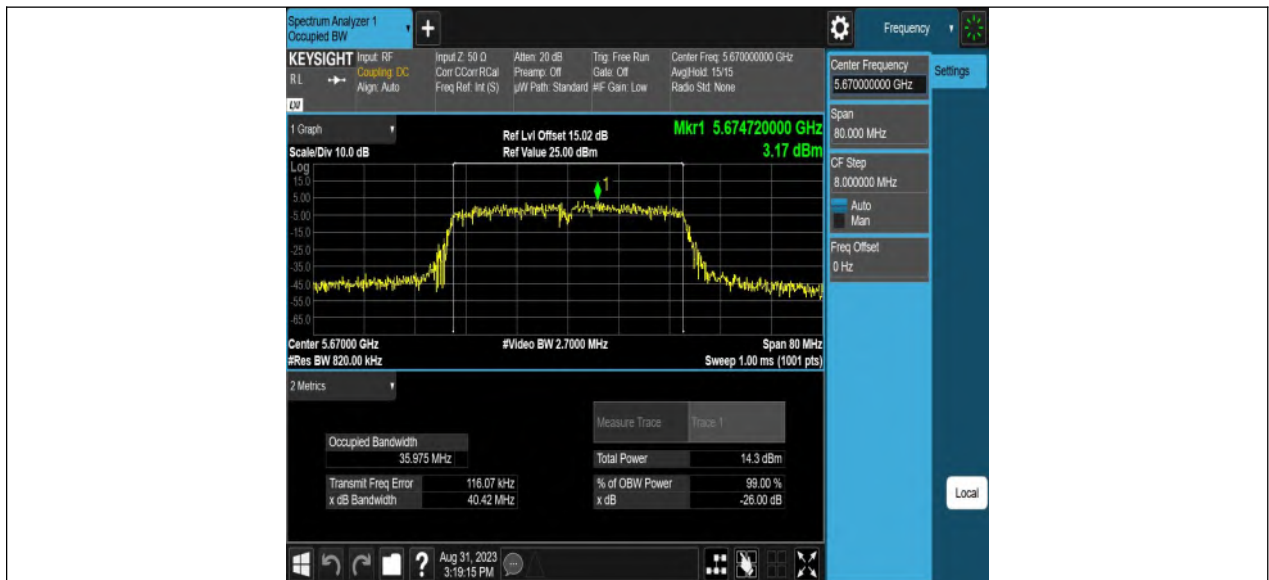 Spectrum Analyzer 1
Occupied BW
+
Frequency
KEYSIGHT Input: RF Input Z: 50 Ω Atten: 20 dB Trig: Free Run Center Freq: 5.670000000 GHz
RL Coupling: DC Corr CCorr RCal Preamp: Off Gate: Off Avg|Hold: 15/15
Align: Auto Freq Ref: Int (S) µW Path: Standard #IF Gain: Low Radio Std: None
LXI
Center Frequency
5.670000000 GHz
Settings
Span
80.000 MHz
CF Step
8.000000 MHz
Auto
Man
Freq Offset
0 Hz
Local
1 Graph
Ref Lvl Offset 15.02 dB
Mkr1 5.674720000 GHz
Scale/Div 10.0 dB Ref Value 25.00 dBm 3.17 dBm
Log
15.0
5.00
-5.00
-15.0
-25.0
-35.0
-45.0
-55.0
-65.0
1
Center 5.67000 GHz #Video BW 2.7000 MHz Span 80 MHz
#Res BW 820.00 kHz Sweep 1.00 ms (1001 pts)
2 Metrics
Measure Trace Trace 1
Occupied Bandwidth
35.975 MHz
Total Power 14.3 dBm
Transmit Freq Error 116.07 kHz % of OBW Power 99.00 %
x dB Bandwidth 40.42 MHz x dB -26.00 dB
? Aug 31, 2023
3:19:15 PM